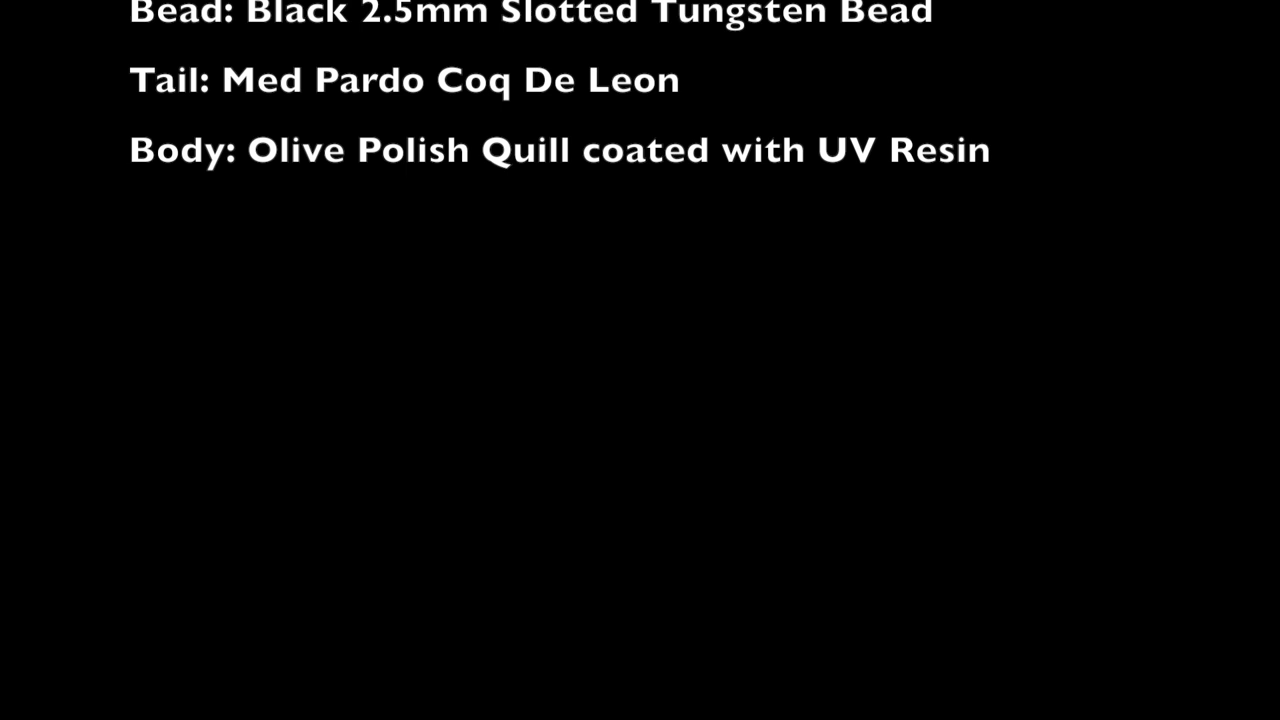 Bead: Black 2.5mm Slotted Tungsten Bead
Tail: Med Pardo Coq De Leon
Body: Olive Polish Quill coated with UV Resin